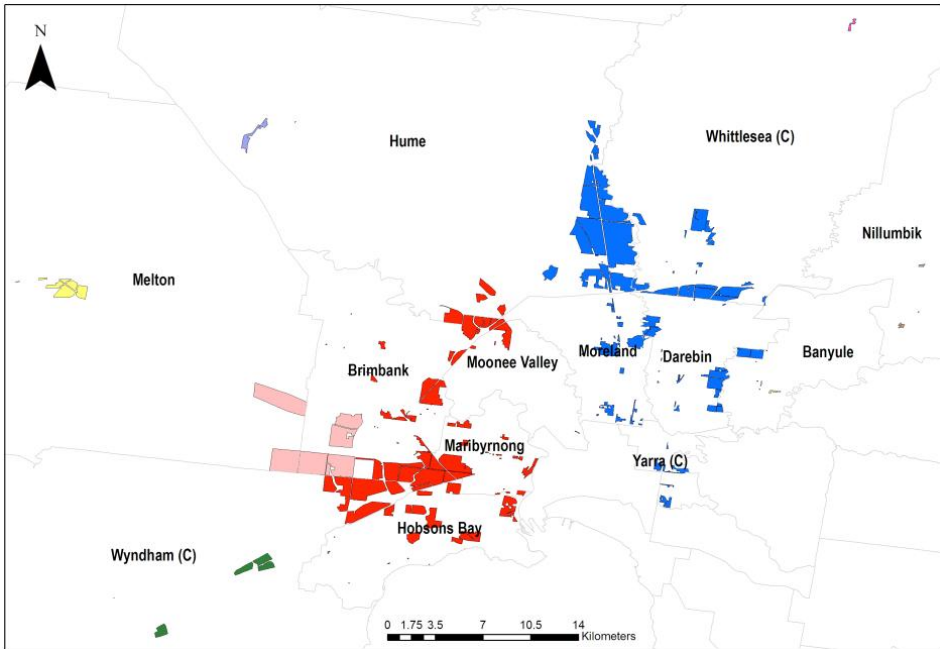 N
Hume
Whittlesea (C)
Nillumbik
Melton
Brimbank
Moonee Valley
Moreland
Darebin
Banyule
Maribyrnong
Yarra (C)
Hobsons Bay
Wyndham (C)
0 1.75 3.5 7 10.5 14
Kilometers